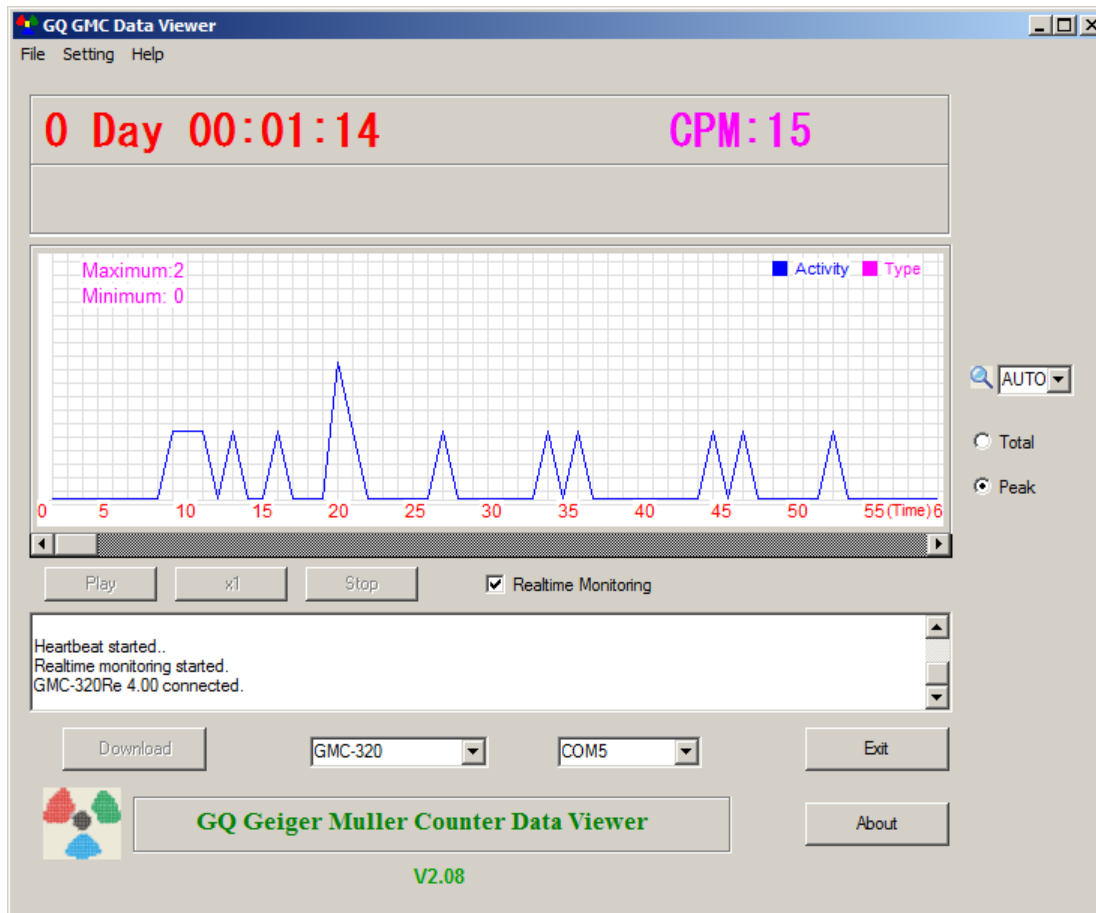 GQ GMC Data Viewer
File Setting Help
0 Day 00:01:14 CPM:15
Maximum:2
Minimum: 0
Activity Type
AUTO
Total
Peak
0 5 10 15 20 25 30 35 40 45 50 55 (Time) 6
Play x1 Stop Realtime Monitoring
Heartbeat started..
Realtime monitoring started.
GMC-320Re 4.00 connected.
Download GMC-320 COM5 Exit
GQ Geiger Muller Counter Data Viewer
About
V2.08